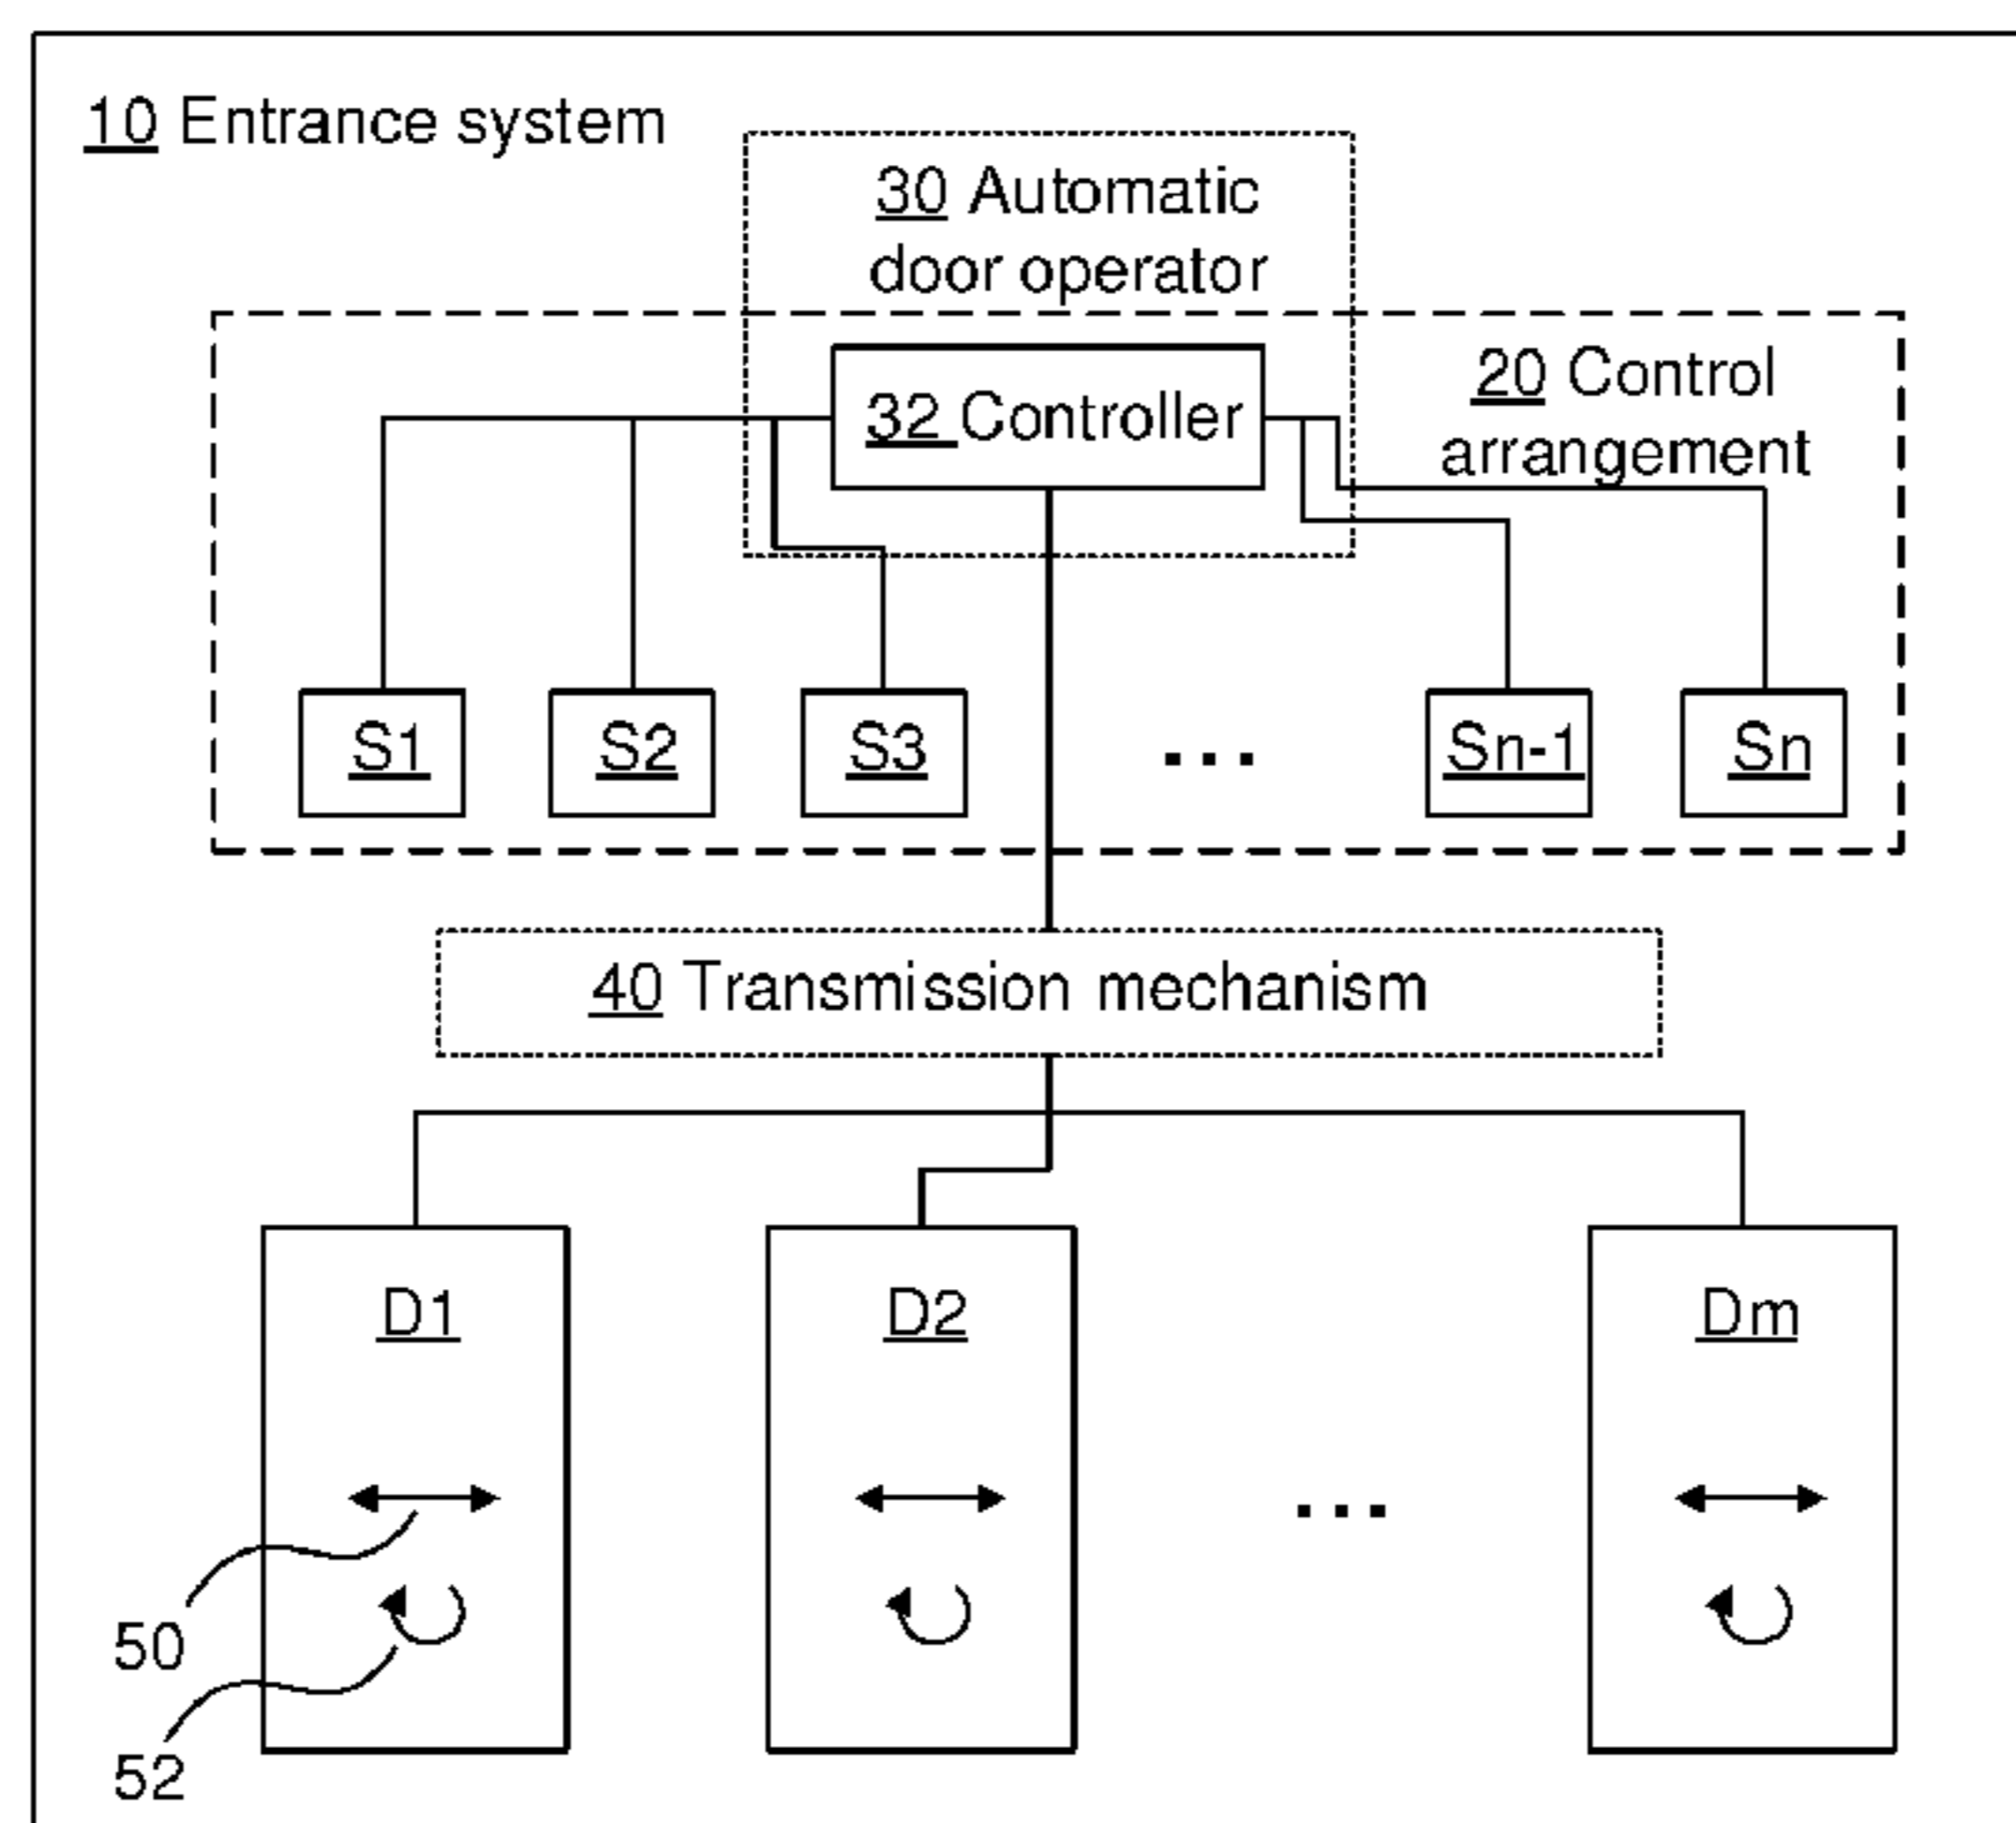 10 Entrance system
30 Automatic
door operator
32 Controller
20 Control
arrangement
S1 S2 S3 ... Sn-1 Sn
40 Transmission mechanism
D1 D2 Dm
...
50
52